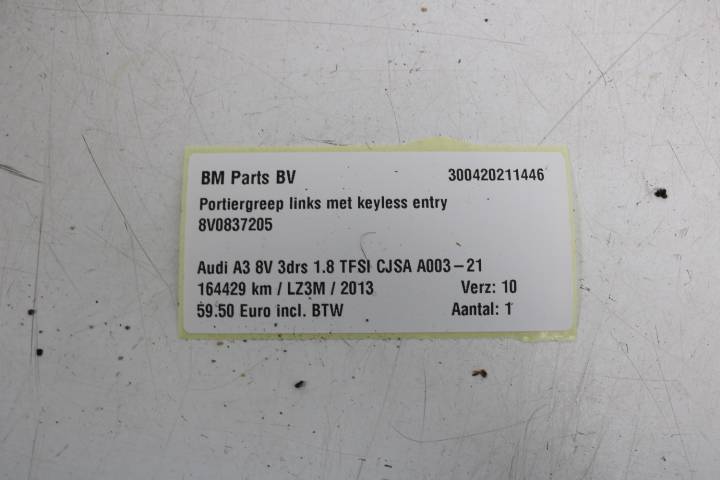 BM Parts BV 300420211446
Portiergreep links met keyless entry
8V0837205
Audi A3 8V 3drs 1.8 TFSI CJSA A003-21
164429 km / LZ3M / 2013 Verz: 10
59.50 Euro incl. BTW Aantal: 1